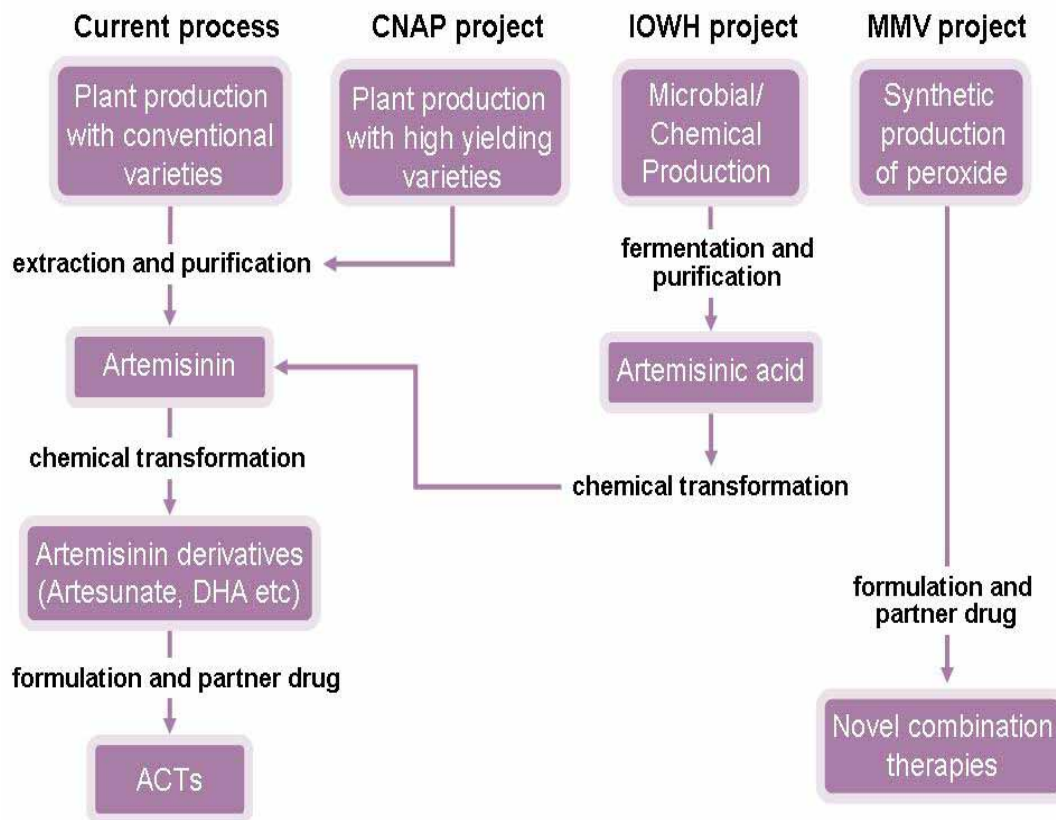 Current process
CNAP project
IOWH project
MMV project
Plant production
with conventional
varieties
Plant production
with high yielding
varieties
Microbial/
Chemical
Production
Synthetic
production
of peroxide
extraction and purification
fermentation and
purification
Artemisinin
Artemisinic acid
chemical transformation
chemical transformation
Artemisinin derivatives
(Artesunate, DHA etc)
formulation and
partner drug
formulation and partner drug
ACTs
Novel combination
therapies